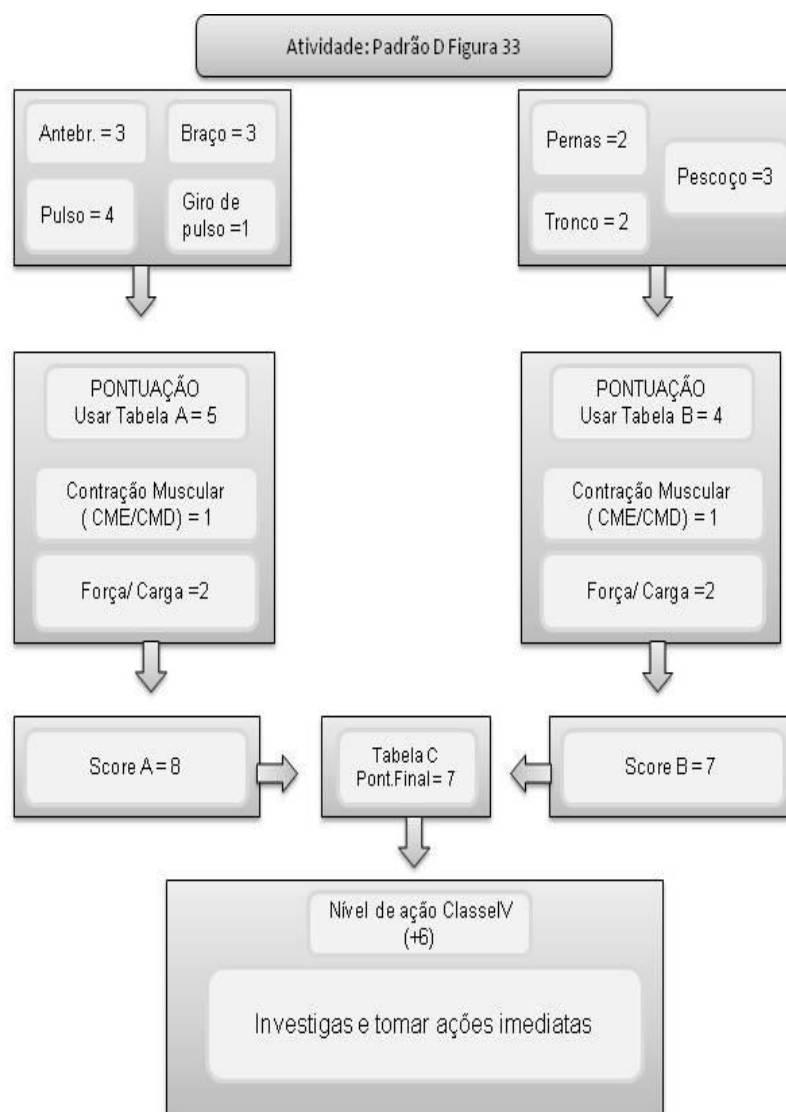 Atividade: Padrão D Figura 33
Antebr. = 3
Braço = 3
Pulso = 4
Giro de
pulso =1
Pernas =2
Pescoço =3
Tronco = 2
PONTUAÇÃO
Usar Tabela A = 5
Contração Muscular
( CME/CMD) = 1
Força/ Carga =2
PONTUAÇÃO
Usar Tabela B = 4
Contração Muscular
( CME/CMD) = 1
Força/ Carga =2
Score A = 8
Tabela C
Pont.Final = 7
Score B = 7
Nível de ação ClasseIV
(+6)
Investigas e tomar ações imediatas